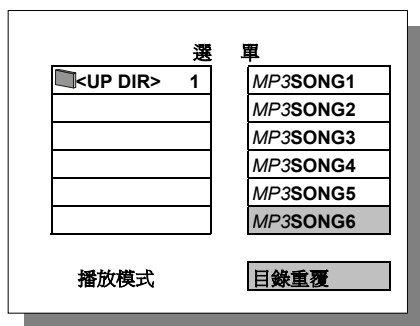 選 單
<UP DIR> 1 MP3SONG1
MP3SONG2
MP3SONG3
MP3SONG4
MP3SONG5
MP3SONG6
播放模式 目錄重覆